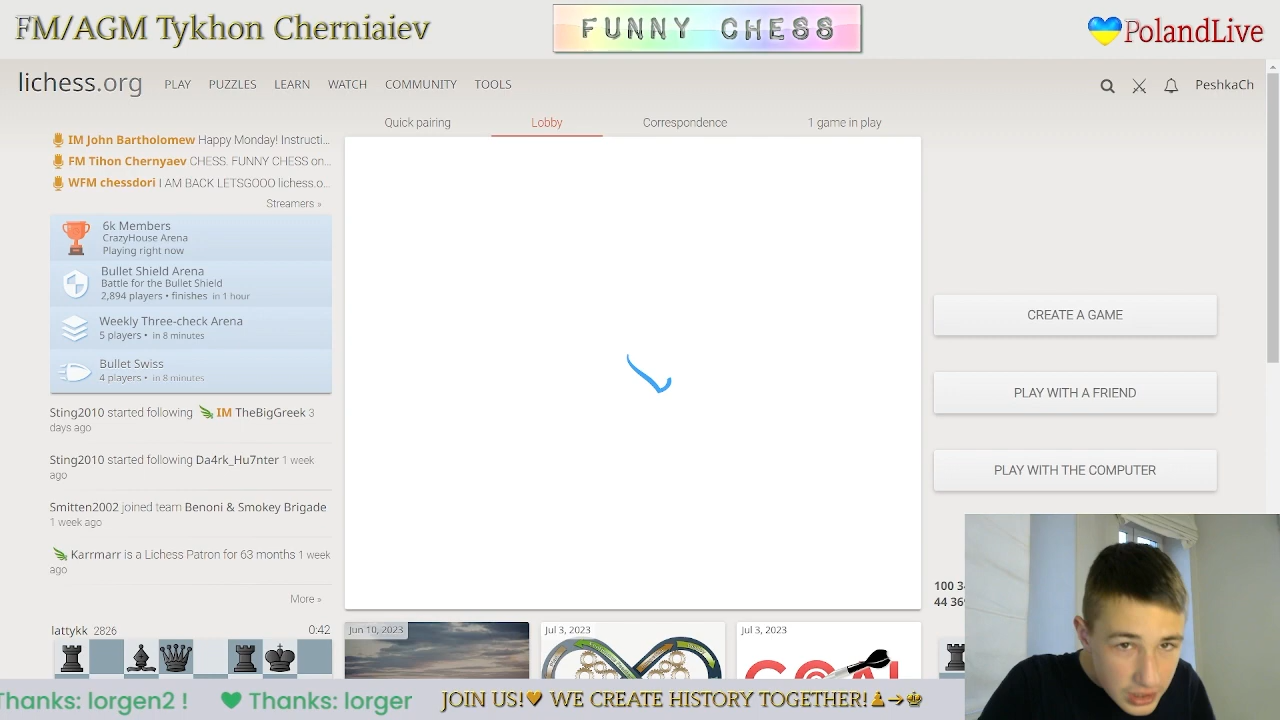 FM/AGM Tykhon Cherniaiev
FUNNY CHESS
PolandLive
lichess.org
PLAY
PUZZLES
LEARN
WATCH
COMMUNITY
TOOLS
PeshkaCh
Quick pairing
Lobby
Correspondence
1 game in play
IM John Bartholomew Happy Monday! Instructi...
FM Tihon Chernyaev CHESS. FUNNY CHESS on...
WFM chessdori I AM BACK LETSGOOO lichess.o...
Streamers »
6k Members
CrazyHouse Arena
Playing right now
Bullet Shield Arena
Battle for the Bullet Shield
2,894 players • finishes in 1 hour
Weekly Three-check Arena
5 players • in 8 minutes
Bullet Swiss
4 players • in 8 minutes
Sting2010 started following IM TheBigGreek 3
days ago
Sting2010 started following Da4rk_Hu7nter 1 week
ago
Smitten2002 joined team Benoni & Smokey Brigade
1 week ago
Karrmarr is a Lichess Patron for 63 months 1 week
ago
More »
lattykk 2826
0:42
CREATE A GAME
PLAY WITH A FRIEND
PLAY WITH THE COMPUTER
100 3
44 36
Jun 10, 2023
Jul 3, 2023
Jul 3, 2023
GOAL
Thanks: lorgen2 !
Thanks: lorger
JOIN US!🧡 WE CREATE HISTORY TOGETHER!♟→♚